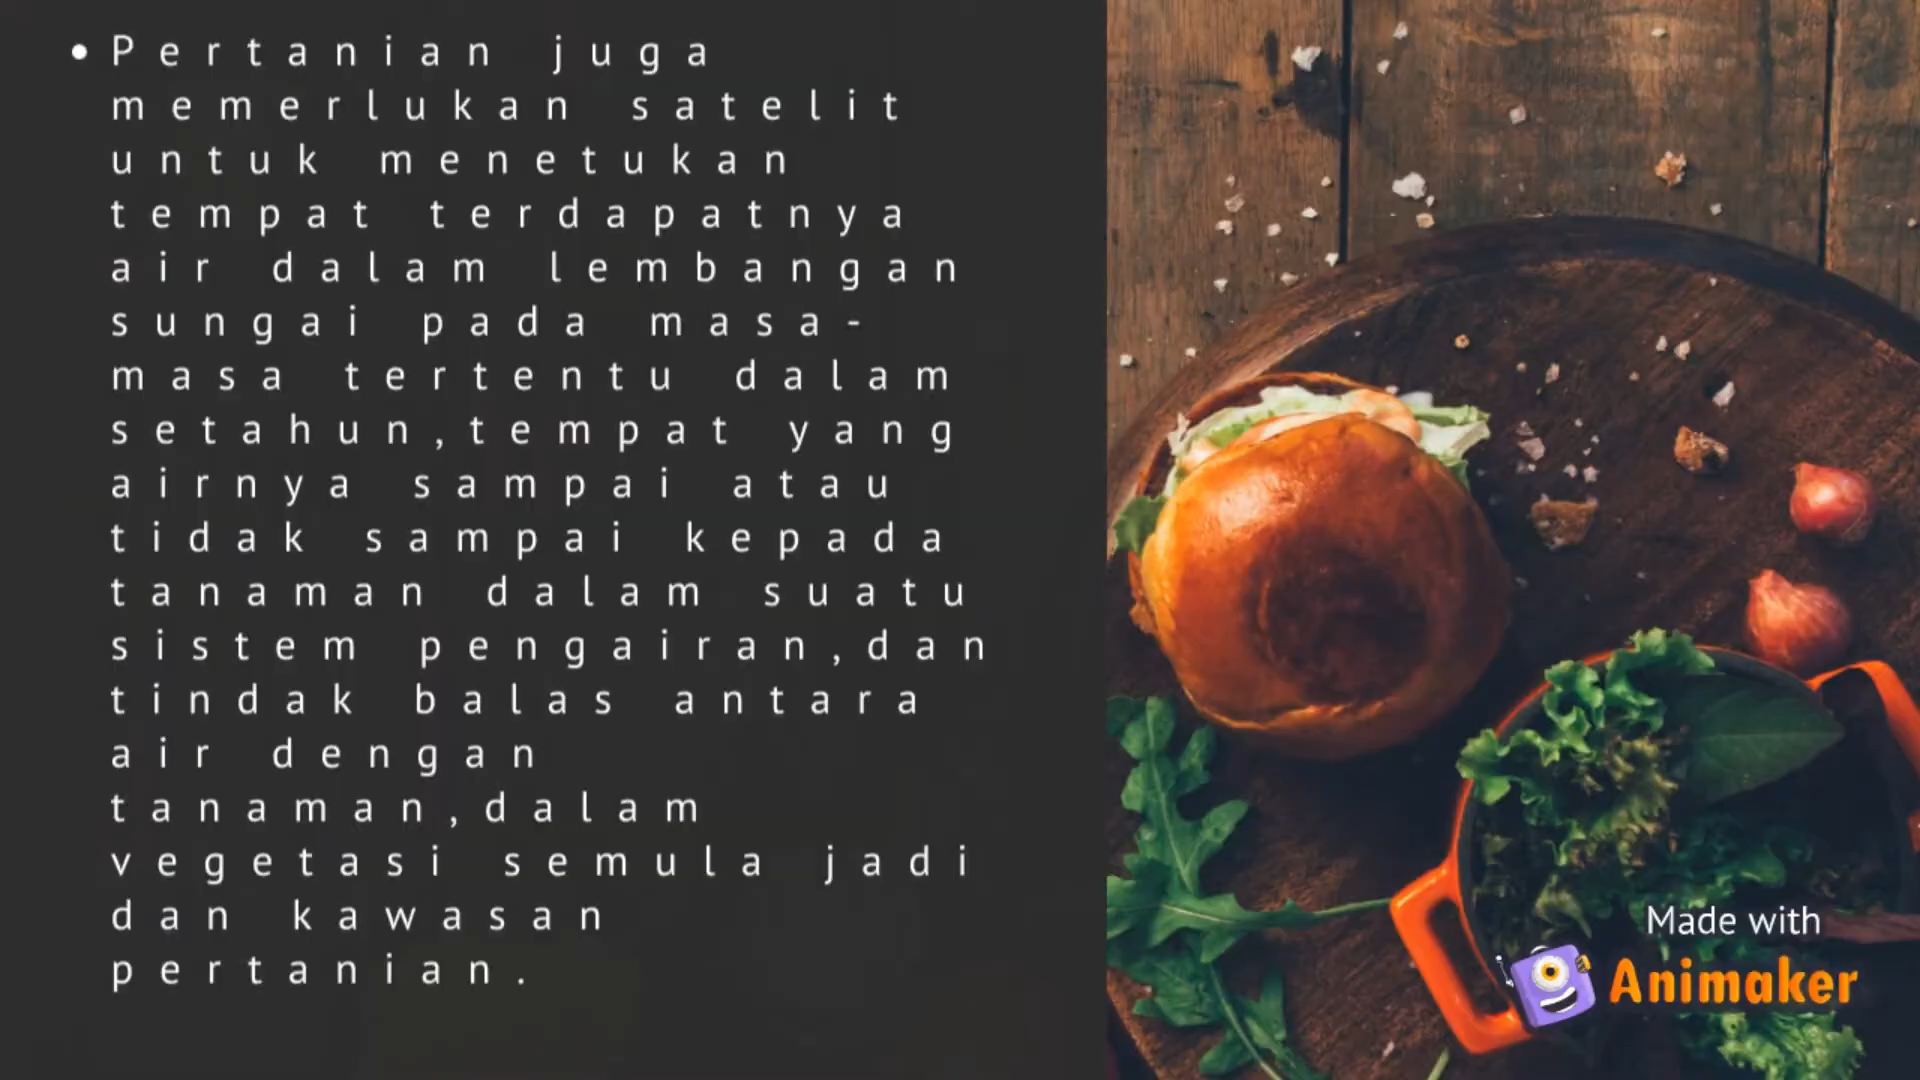 • Pertanian juga
memerlukan satelit
untuk menetukan
tempat terdapatnya
air dalam lembangan
sungai pada masa-
masa tertentu dalam
setahun,tempat yang
airnya sampai atau
tidak sampai kepada
tanaman dalam suatu
sistem pengairan,dan
tindak balas antara
air dengan
tanaman,dalam
vegetasi semula jadi
dan kawasan
pertanian.
Made with
Animaker